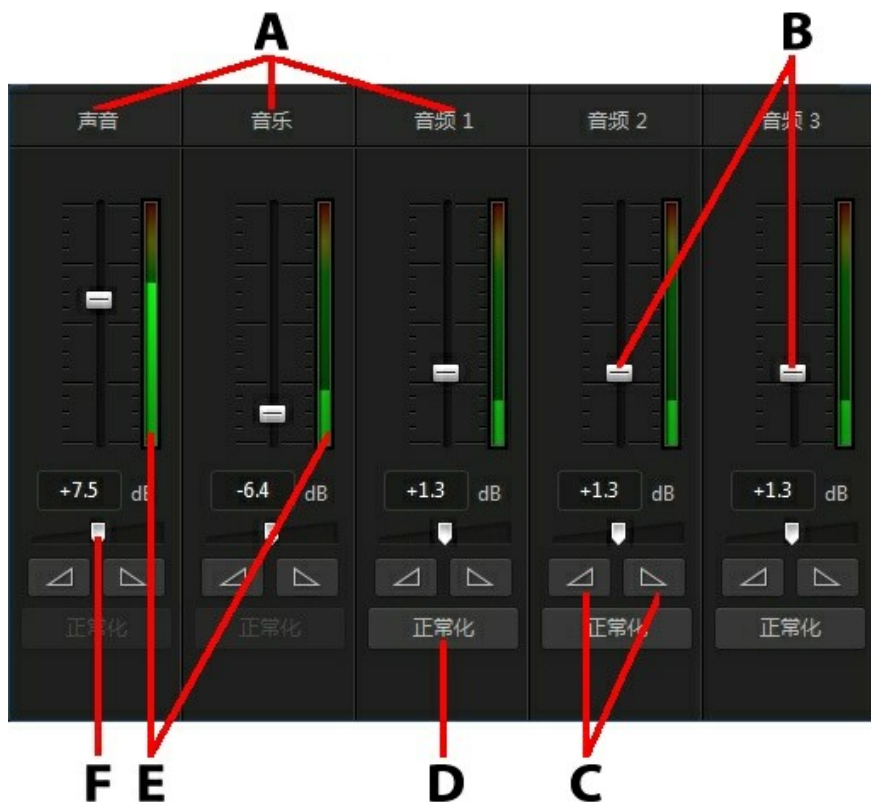 A B
声音 音乐 音频 1 音频 2 音频 3
+7.5 dB -6.4 dB +1.3 dB +1.3 dB +1.3 dB
正常化 正常化 正常化 正常化 正常化
F E D C